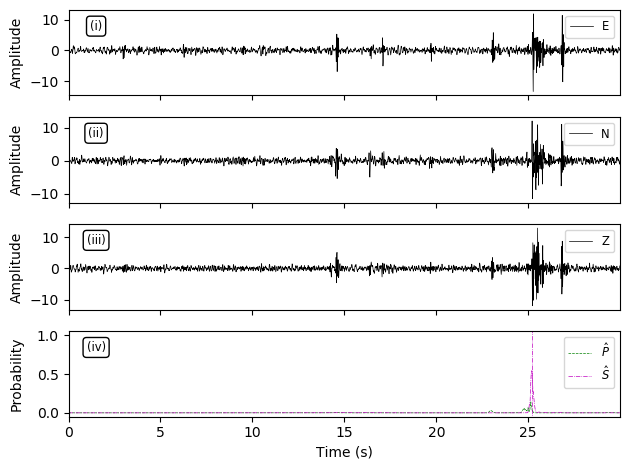 (i)
E
Amplitude
10
0
−10
(ii)
N
Amplitude
10
0
−10
(iii)
Z
Amplitude
10
0
−10
(iv)
P̂
Ŝ
Probability
1.0
0.5
0.0
0 5 10 15 20 25
Time (s)